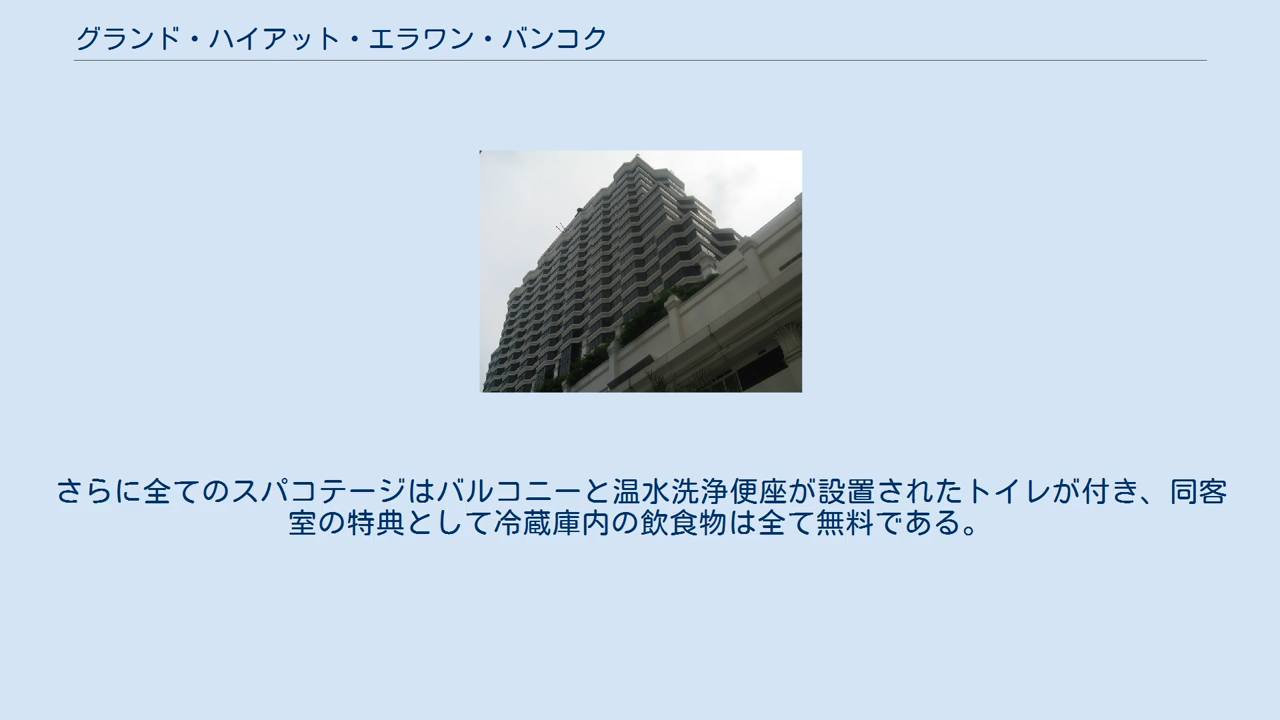 グランド・ハイアット・エラワン・バンコク
さらに全てのスパコテージはバルコニーと温水洗浄便座が設置されたトイレが付き、同客
室の特典として冷蔵庫内の飲食物は全て無料である。